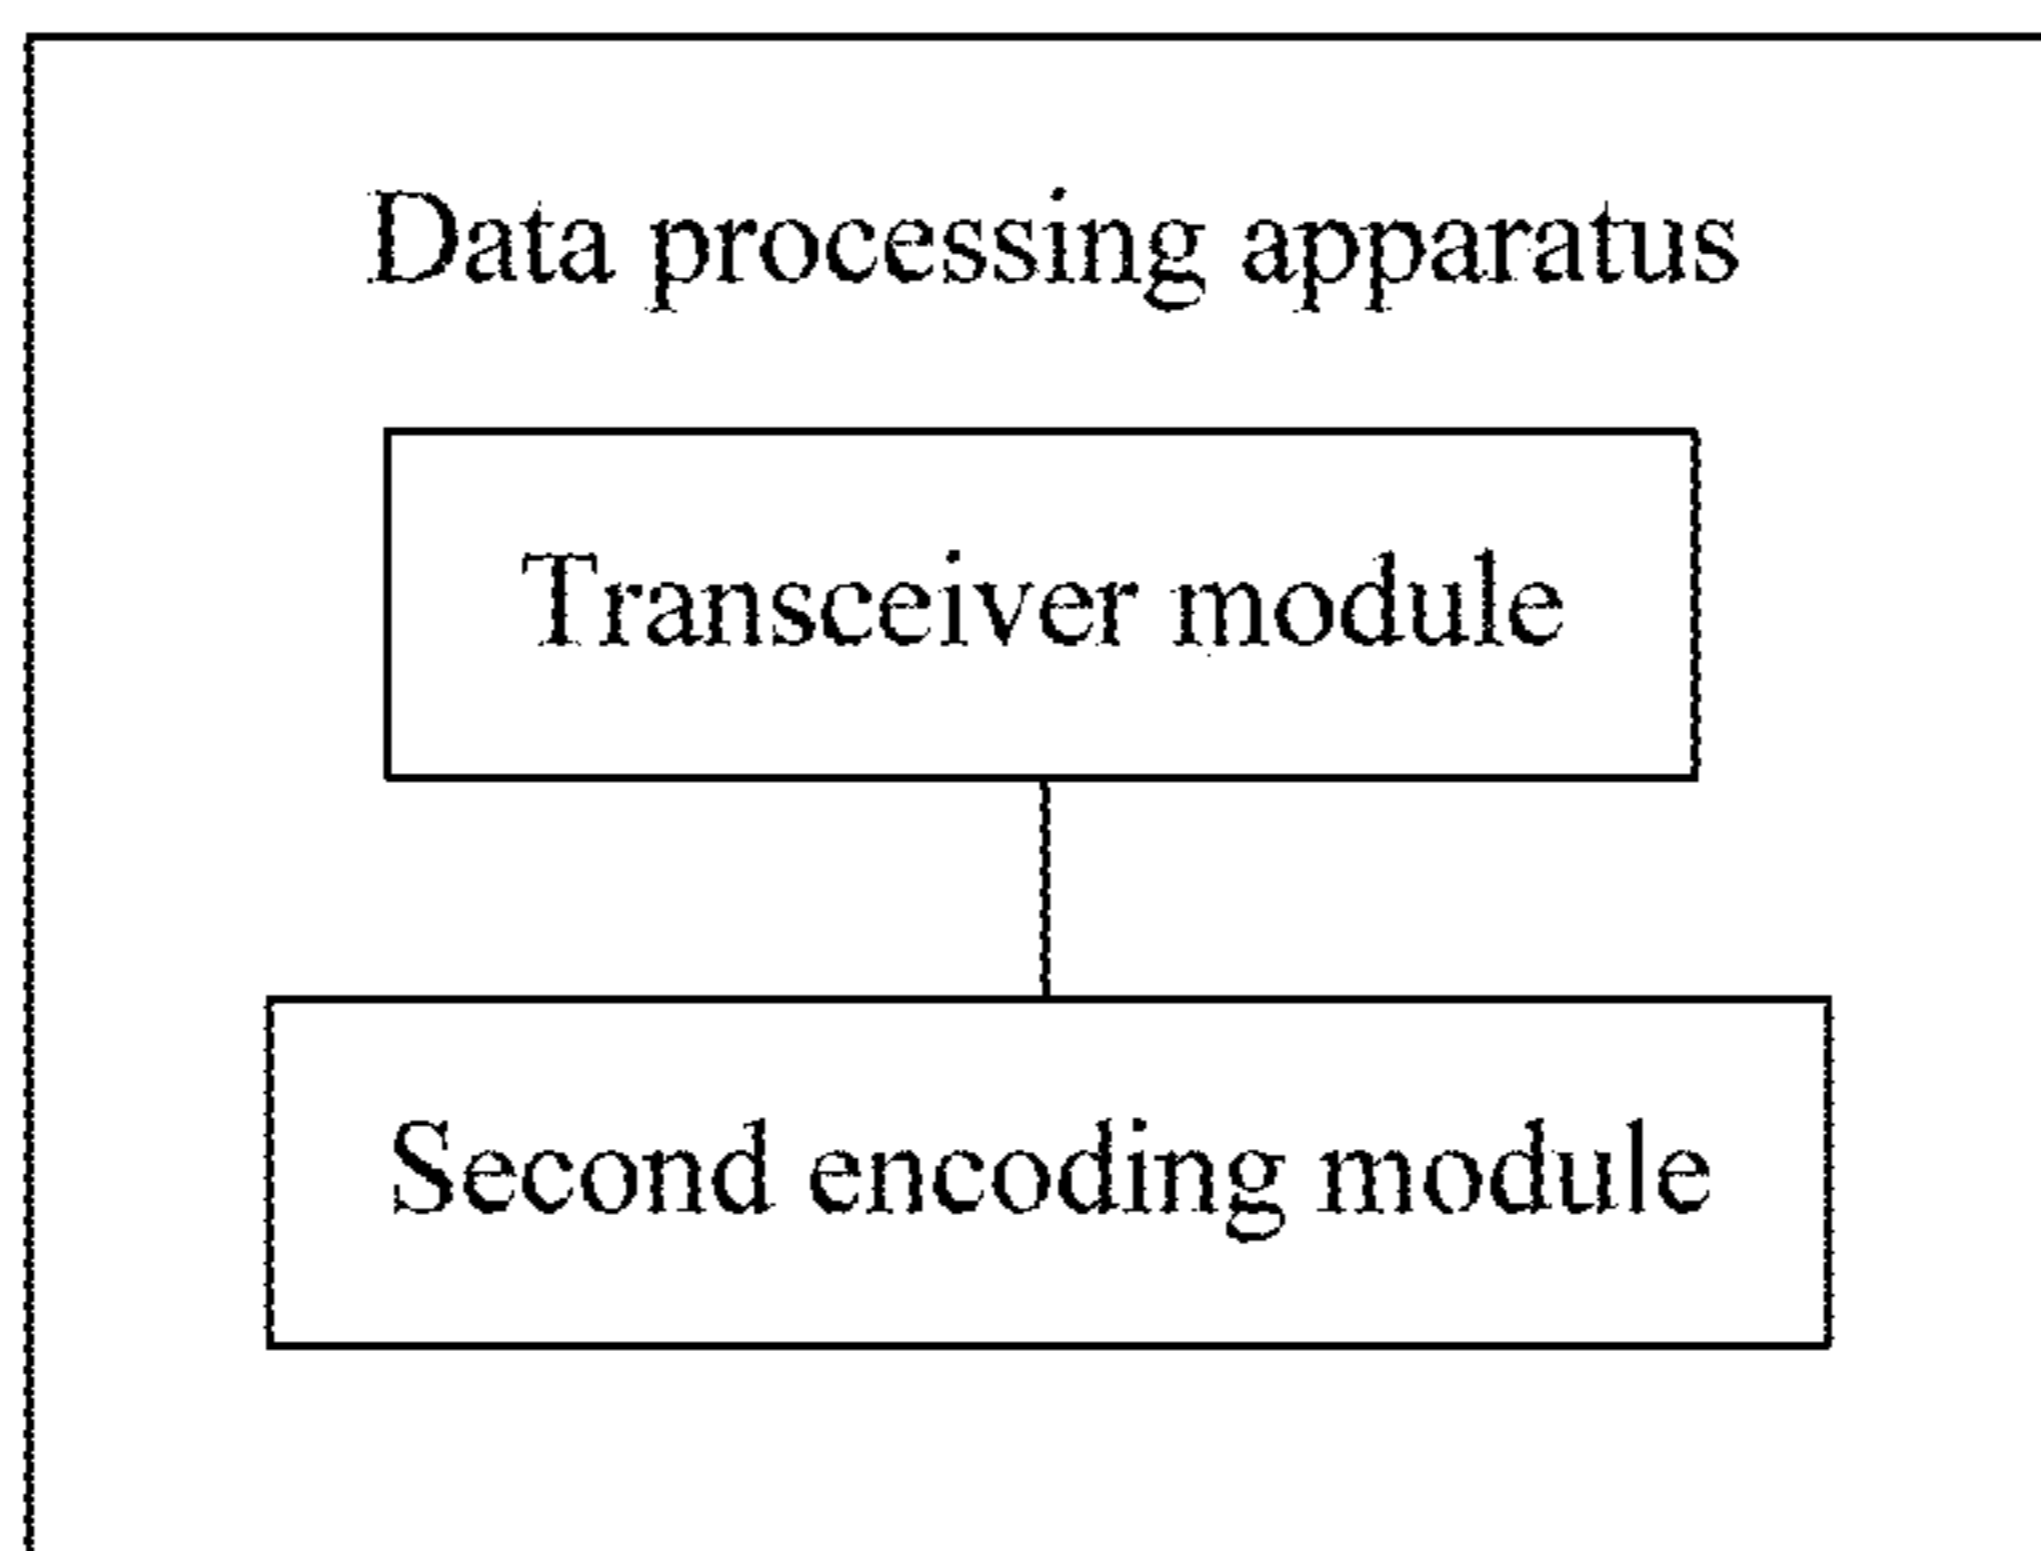 Data processing apparatus
Transceiver module
Second encoding module